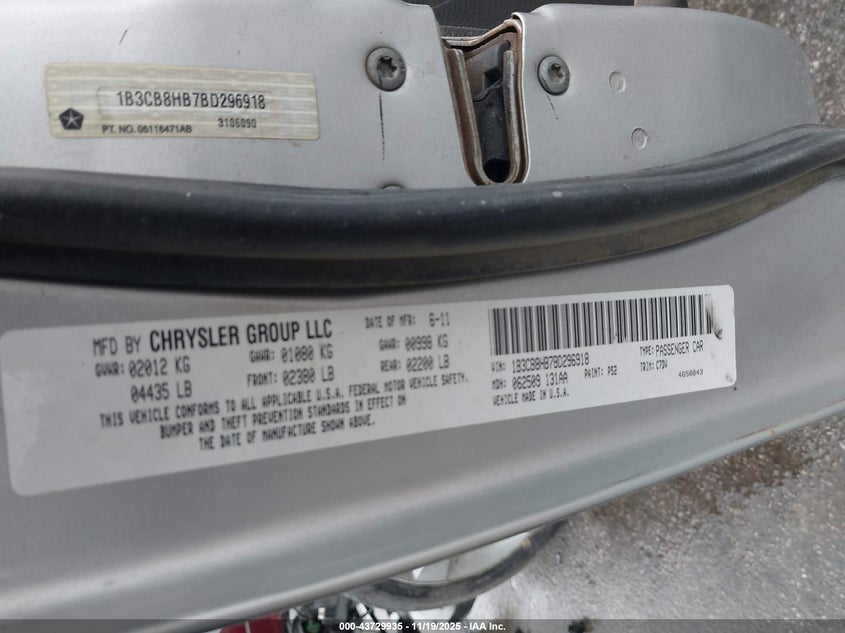 1B3CB8HB7BD296918
PT. NO. 05116471AB 3106090
MFD BY CHRYSLER GROUP LLC DATE OF MFR: 6-11
GVWR: 02012 KG GAWR: 01080 KG GAWR: 00998 KG
04435 LB FRONT: 02380 LB REAR: 02200 LB
THIS VEHICLE CONFORMS TO ALL APPLICABLE U.S.A. FEDERAL MOTOR VEHICLE SAFETY,
BUMPER AND THEFT PREVENTION STANDARDS IN EFFECT ON
THE DATE OF MANUFACTURE SHOWN ABOVE.
VIN: 1B3CB8HB7BD296918 TYPE: PASSENGER CAR
MDH: 062509 131AA PAINT: PS2 TRIM: C7DV
VEHICLE MADE IN U.S.A. 4658843
000-43729935 - 11/19/2025 - IAA Inc.